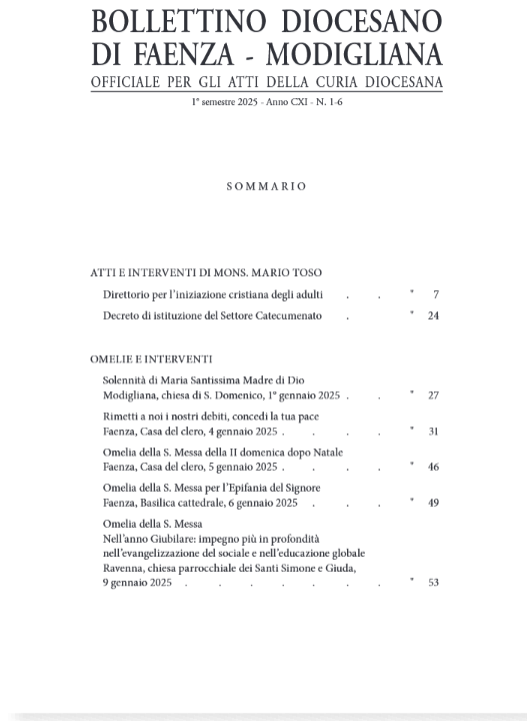 BOLLETTINO DIOCESANO
DI FAENZA - MODIGLIANA
OFFICIALE PER GLI ATTI DELLA CURIA DIOCESANA
1° semestre 2025 - Anno CXI - N. 1-6
SOMMARIO
ATTI E INTERVENTI DI MONS. MARIO TOSO
Direttorio per l'iniziazione cristiana degli adulti . . " 7
Decreto di istituzione del Settore Catecumenato . " 24
OMELIE E INTERVENTI
Solennità di Maria Santissima Madre di Dio
Modigliana, chiesa di S. Domenico, 1° gennaio 2025 . . " 27
Rimetti a noi i nostri debiti, concedi la tua pace
Faenza, Casa del clero, 4 gennaio 2025 . . . . " 31
Omelia della S. Messa della II domenica dopo Natale
Faenza, Casa del clero, 5 gennaio 2025 . . . . " 46
Omelia della S. Messa per l'Epifania del Signore
Faenza, Basilica cattedrale, 6 gennaio 2025 . . . " 49
Omelia della S. Messa
Nell'anno Giubilare: impegno più in profondità
nell'evangelizzazione del sociale e nell'educazione globale
Ravenna, chiesa parrocchiale dei Santi Simone e Giuda,
9 gennaio 2025 . . . . . . . " 53